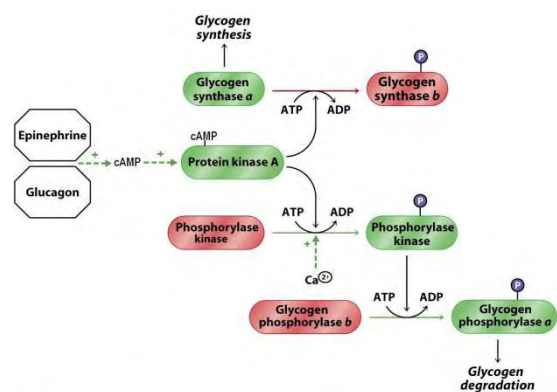 Glycogen
synthesis
P
Glycogen
synthase a
ATP
ADP
Glycogen
synthase b
Epinephrine
Glucagon
+
cAMP
+
cAMP
Protein kinase A
ATP
ADP
P
Phosphorylase
kinase
Phosphorylase
kinase
+
Ca2+
ATP
ADP
P
Glycogen
phosphorylase b
Glycogen
phosphorylase a
Glycogen
degradation